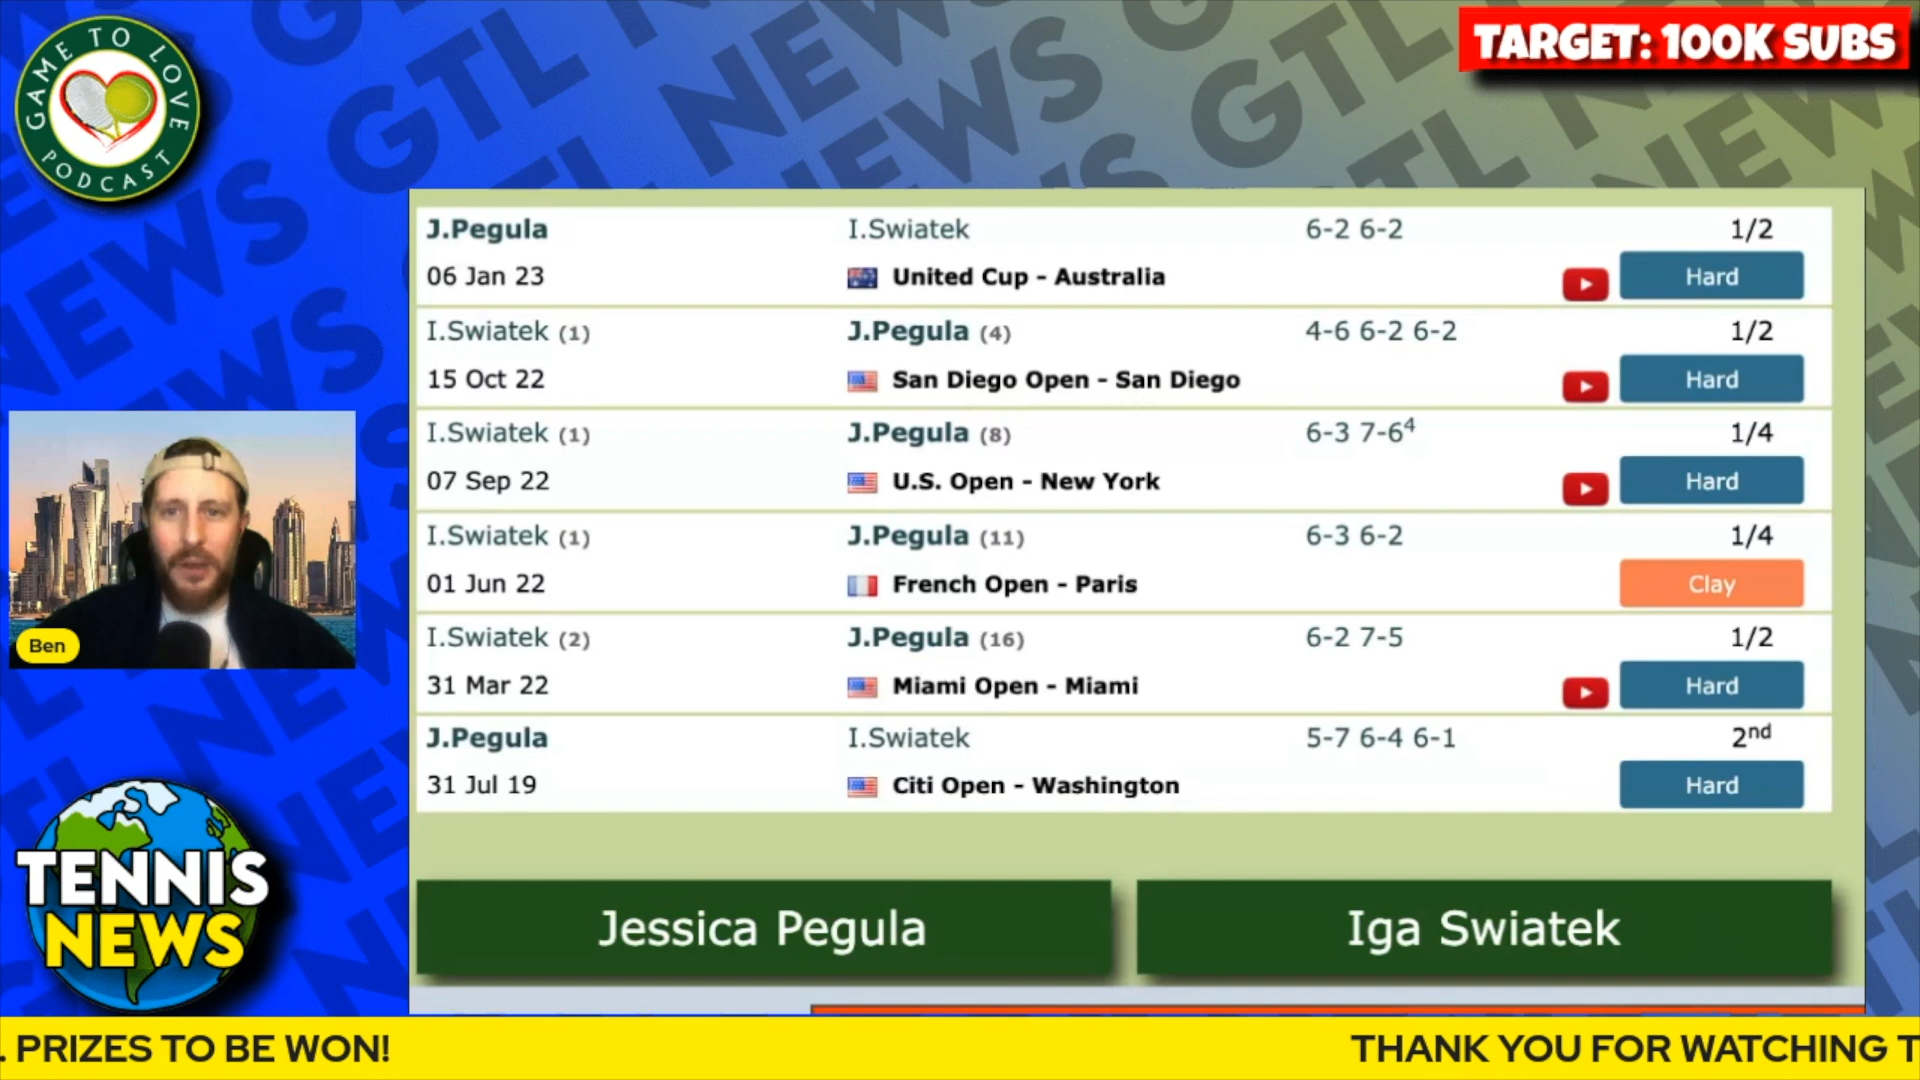 GAME TO LOVE
PODCAST
TARGET: 100K SUBS
J.Pegula I.Swiatek 6-2 6-2 1/2
06 Jan 23 United Cup - Australia Hard
I.Swiatek (1) J.Pegula (4) 4-6 6-2 6-2 1/2
15 Oct 22 San Diego Open - San Diego Hard
I.Swiatek (1) J.Pegula (8) 6-3 7-6⁴ 1/4
07 Sep 22 U.S. Open - New York Hard
I.Swiatek (1) J.Pegula (11) 6-3 6-2 1/4
01 Jun 22 French Open - Paris Clay
I.Swiatek (2) J.Pegula (16) 6-2 7-5 1/2
31 Mar 22 Miami Open - Miami Hard
J.Pegula I.Swiatek 5-7 6-4 6-1 2nd
31 Jul 19 Citi Open - Washington Hard
Ben
TENNIS
NEWS
Jessica Pegula Iga Swiatek
. PRIZES TO BE WON! THANK YOU FOR WATCHING T
GTL NEWS